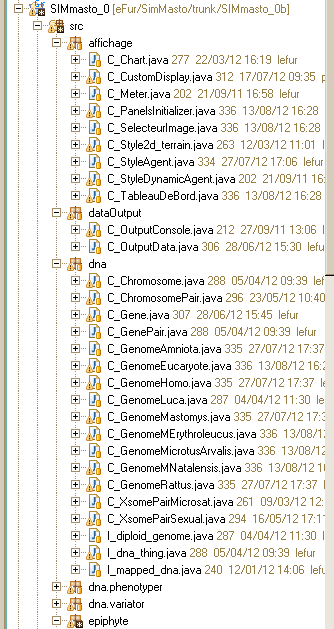 SIMmasto_0 [eFur/SimMasto/trunk/SIMmasto_0b]
src
affichage
C_Chart.java 277 22/03/12 16:19 lefur
C_CustomDisplay.java 312 17/07/12 09:35
C_Meter.java 202 21/09/11 16:58 lefur
C_PanelsInitializer.java 336 13/08/12 16:28
C_SelecteurImage.java 336 13/08/12 16:28
C_Style2d_terrain.java 263 12/03/12 11:01 l
C_StyleAgent.java 334 27/07/12 17:06 lefur
C_StyleDynamicAgent.java 202 21/09/11 16:
C_TableauDeBord.java 336 13/08/12 16:28
dataOutput
C_OutputConsole.java 212 27/09/11 13:06
C_OutputData.java 306 28/06/12 15:30 lefur
dna
C_Chromosome.java 288 05/04/12 09:39 lef
C_ChromosomePair.java 296 23/05/12 10:40
C_Gene.java 307 28/06/12 15:45 lefur
C_GenePair.java 288 05/04/12 09:39 lefur
C_GenomeAmniota.java 335 27/07/12 17:37
C_GenomeEucaryote.java 336 13/08/12 16:2
C_GenomeHomo.java 335 27/07/12 17:37 l
C_GenomeLuca.java 287 04/04/12 11:30 lef
C_GenomeMastomys.java 335 27/07/12 17:3
C_GenomeMErythroleucus.java 336 13/08/1
C_GenomeMicrotusArvalis.java 336 13/08/12
C_GenomeMNatalensis.java 336 13/08/12 1
C_GenomeRattus.java 335 27/07/12 17:37 l
C_XsomePairMicrosat.java 261 09/03/12 12:
C_XsomePairSexual.java 294 16/05/12 17:1
I_diploid_genome.java 287 04/04/12 11:30 l
I_dna_thing.java 288 05/04/12 09:39 lefur
I_mapped_dna.java 240 12/01/12 14:06 lef
dna.phenotyper
dna.variator
epiphyte